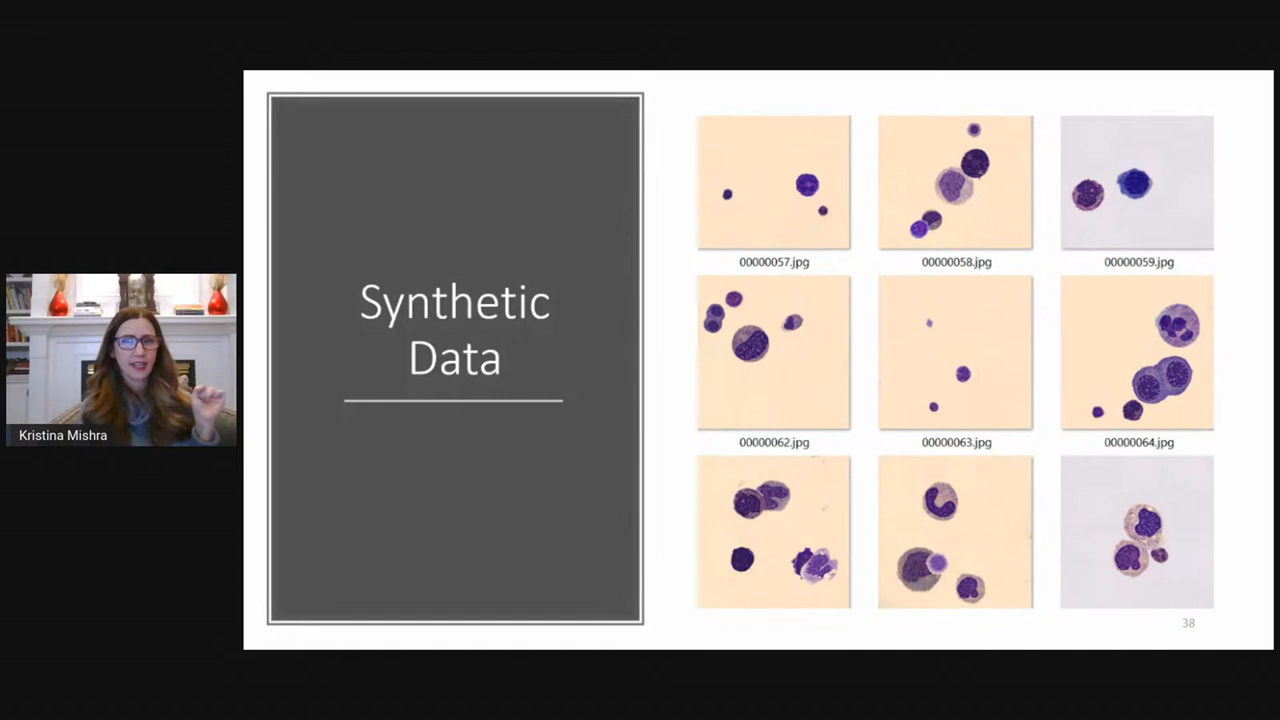 Synthetic
Data
00000057.jpg
00000058.jpg
00000059.jpg
00000062.jpg
00000063.jpg
00000064.jpg
38
Kristina Mishra